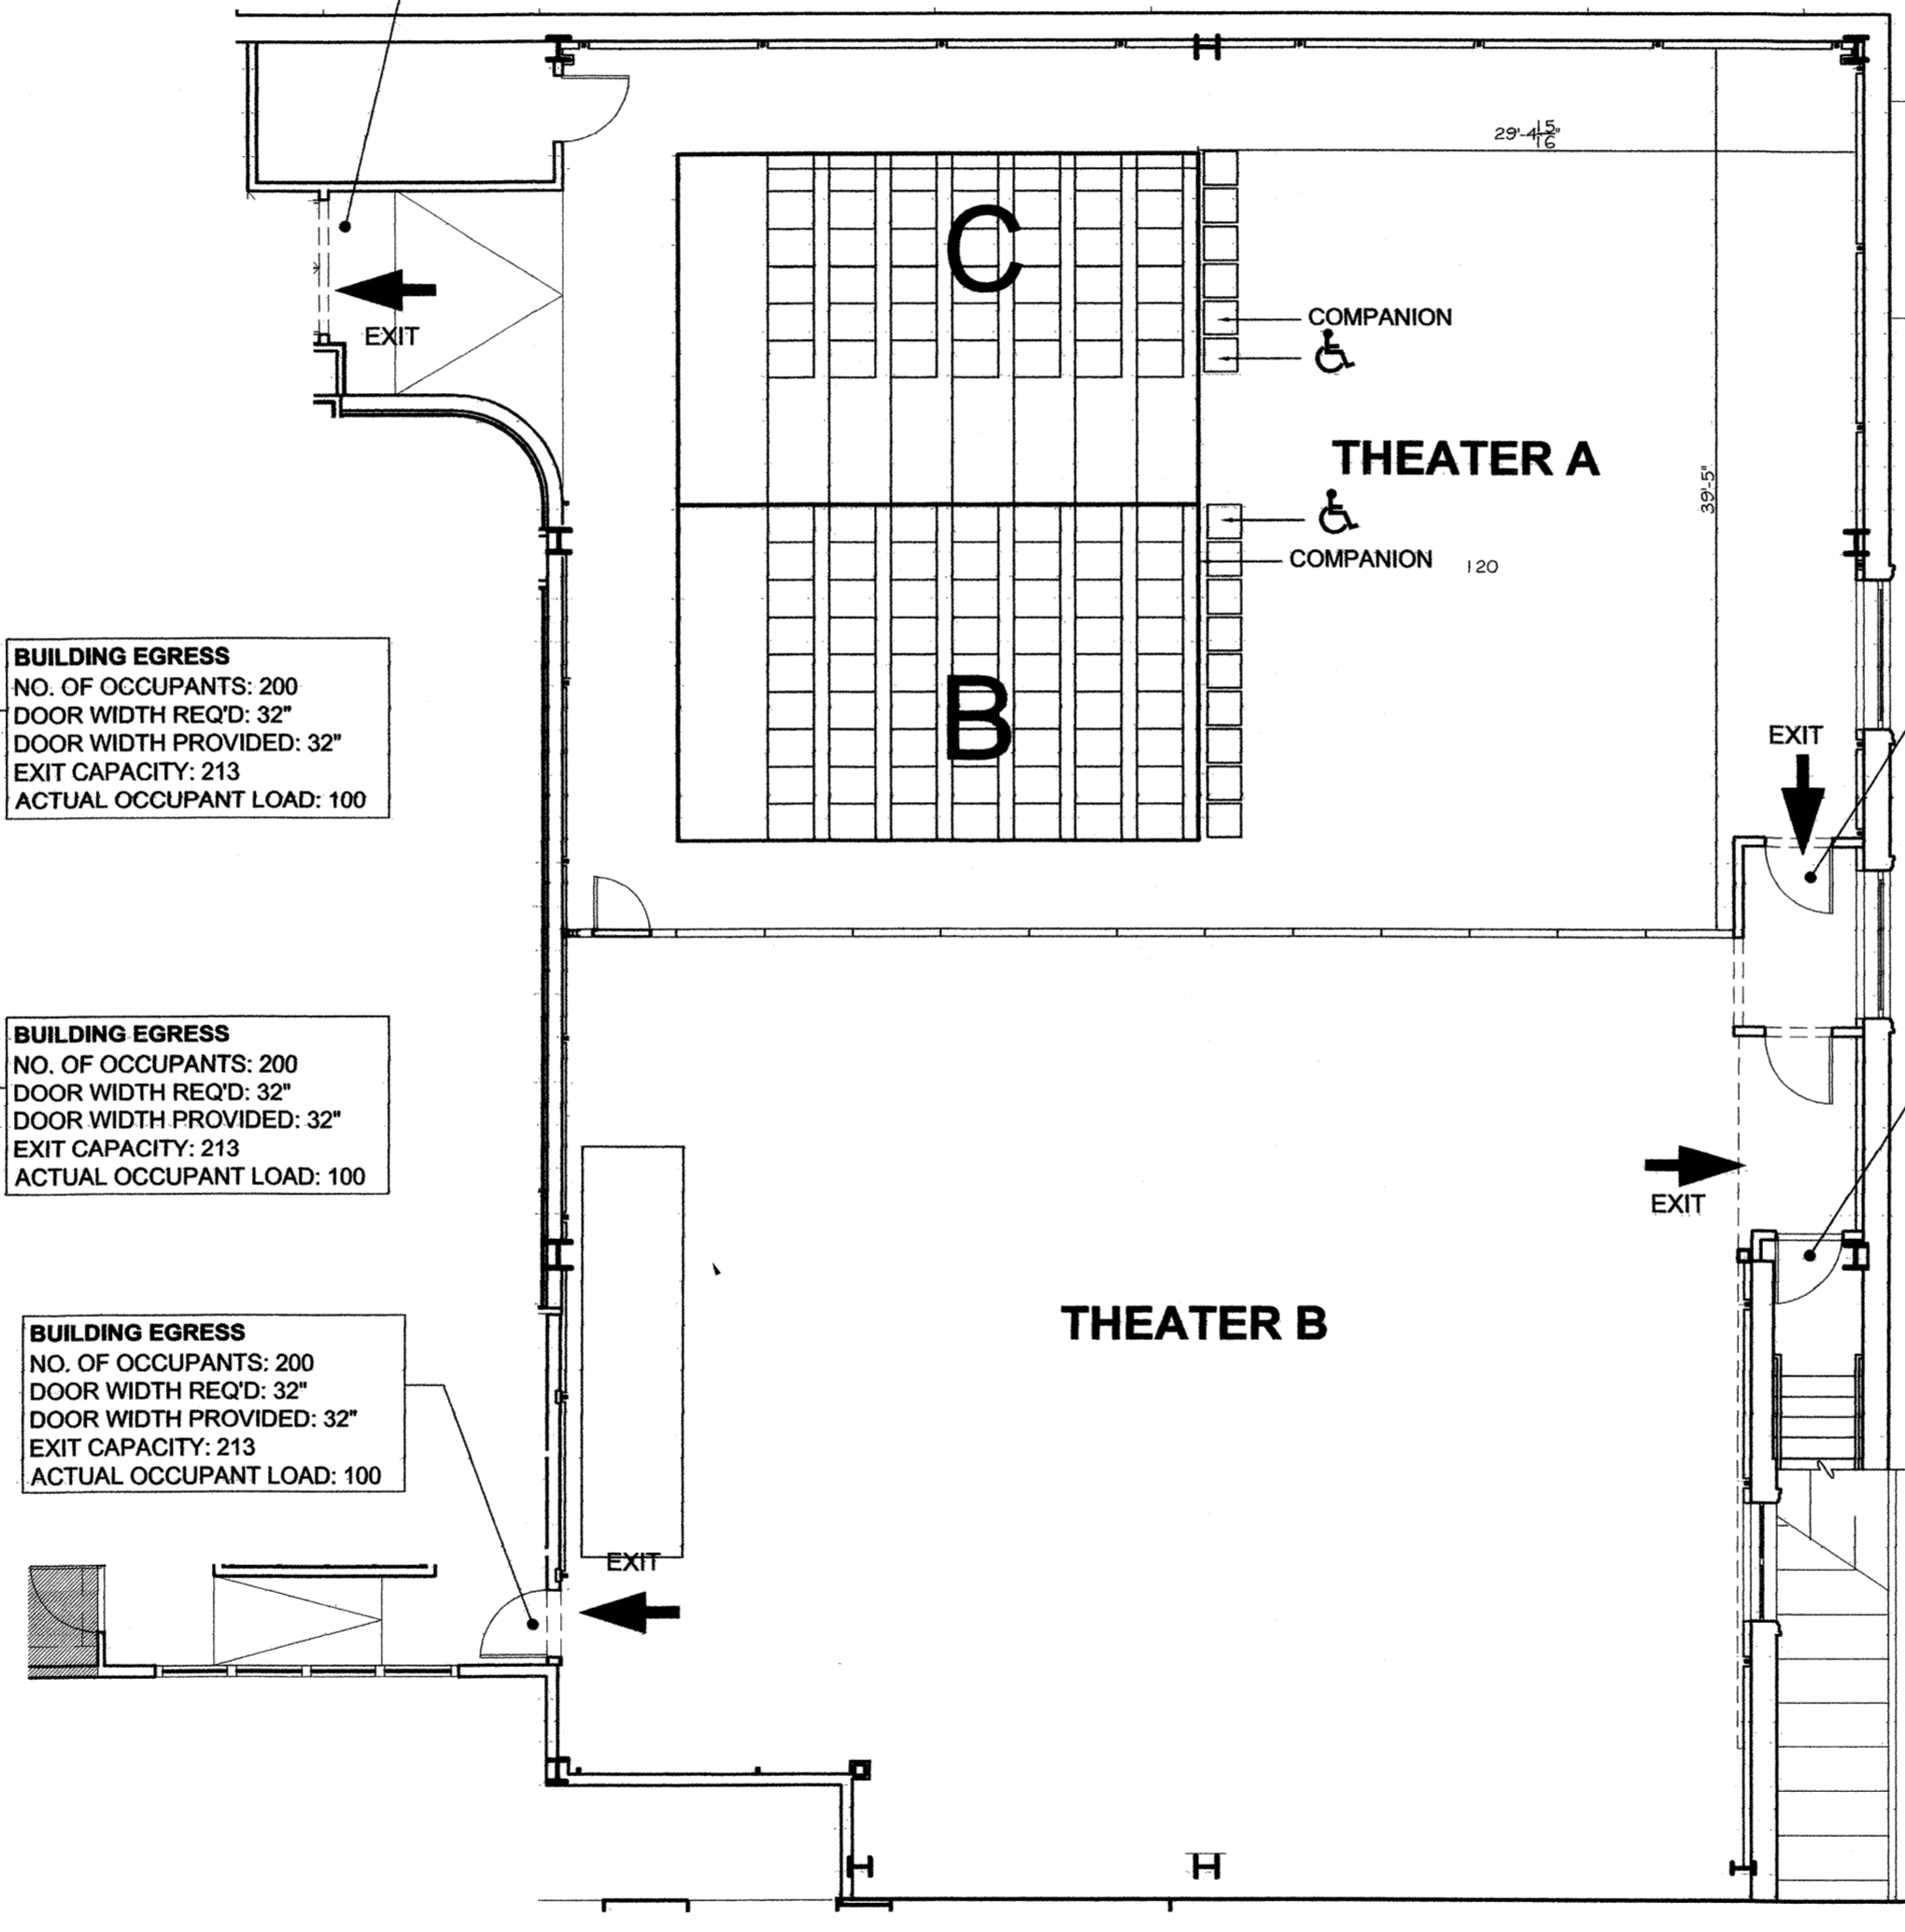 29'-4 15/16"
C
EXIT
COMPANION
THEATER A
39'-5"
COMPANION
120
B
BUILDING EGRESS
NO. OF OCCUPANTS: 200
DOOR WIDTH REQ'D: 32"
DOOR WIDTH PROVIDED: 32"
EXIT CAPACITY: 213
ACTUAL OCCUPANT LOAD: 100
EXIT
BUILDING EGRESS
NO. OF OCCUPANTS: 200
DOOR WIDTH REQ'D: 32"
DOOR WIDTH PROVIDED: 32"
EXIT CAPACITY: 213
ACTUAL OCCUPANT LOAD: 100
EXIT
THEATER B
BUILDING EGRESS
NO. OF OCCUPANTS: 200
DOOR WIDTH REQ'D: 32"
DOOR WIDTH PROVIDED: 32"
EXIT CAPACITY: 213
ACTUAL OCCUPANT LOAD: 100
EXIT